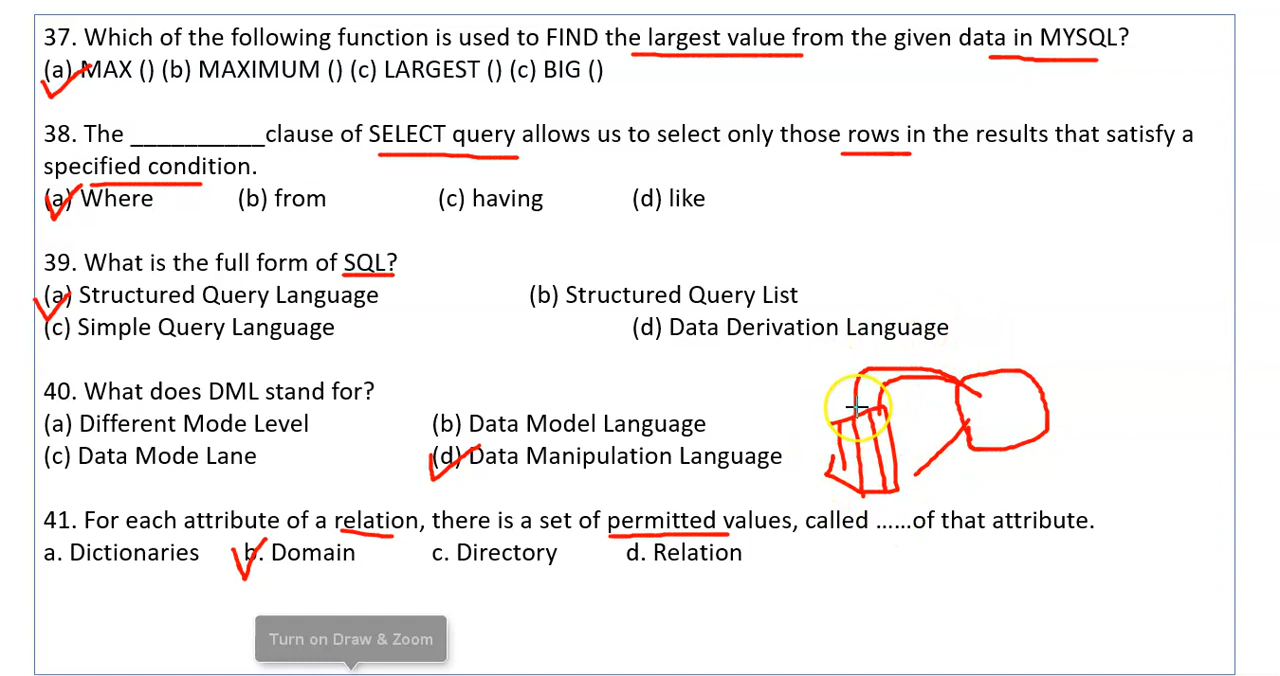 37. Which of the following function is used to FIND the largest value from the given data in MYSQL?
(a) MAX () (b) MAXIMUM () (c) LARGEST () (c) BIG ()
38. The __________clause of SELECT query allows us to select only those rows in the results that satisfy a
specified condition.
(a) Where (b) from (c) having (d) like
39. What is the full form of SQL?
(a) Structured Query Language (b) Structured Query List
(c) Simple Query Language (d) Data Derivation Language
40. What does DML stand for?
(a) Different Mode Level (b) Data Model Language
(c) Data Mode Lane (d) Data Manipulation Language
41. For each attribute of a relation, there is a set of permitted values, called ......of that attribute.
a. Dictionaries b. Domain c. Directory d. Relation
Turn on Draw & Zoom